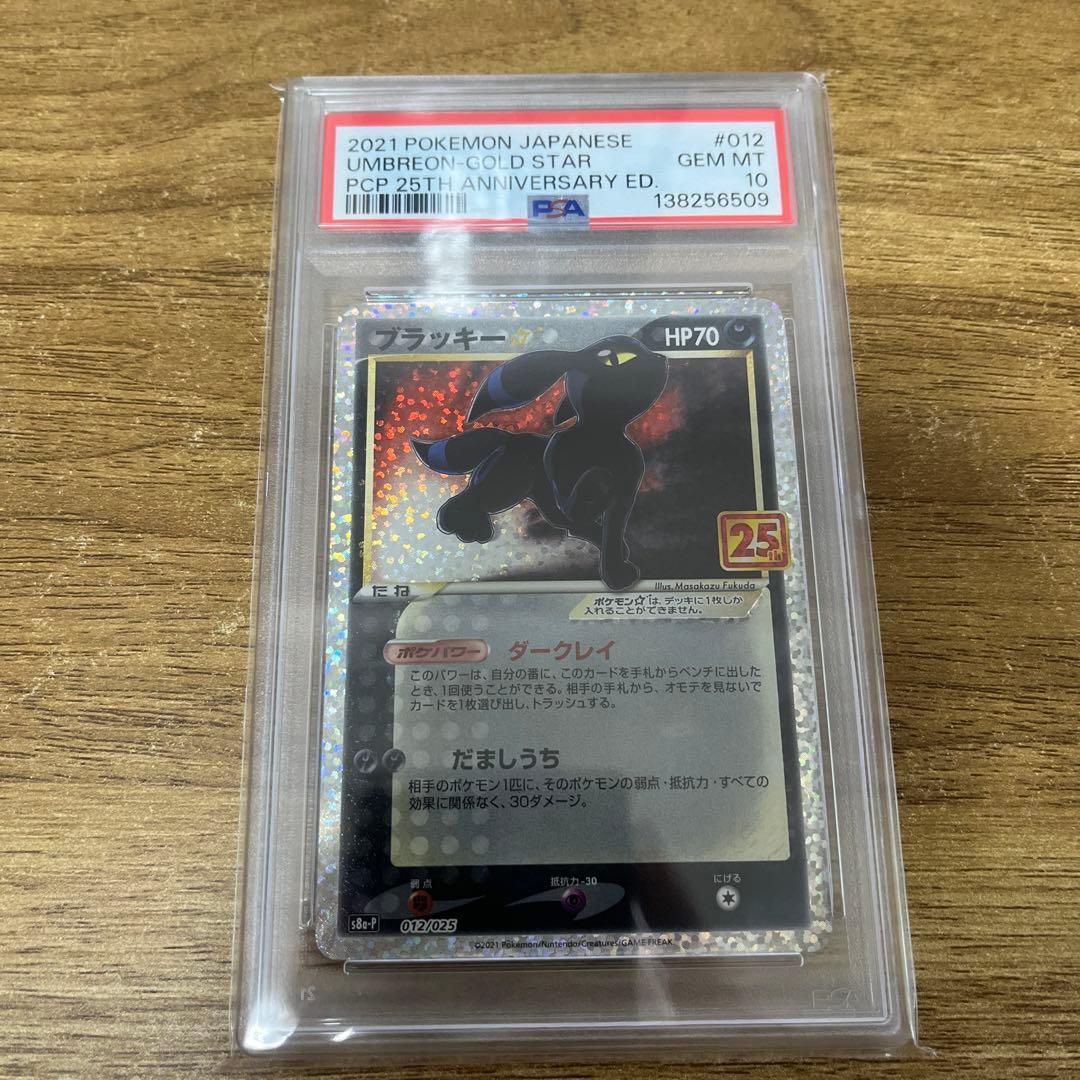 2021 POKEMON JAPANESE #012
UMBREON-GOLD STAR GEM MT
PCP 25TH ANNIVERSARY ED. 10
PSA 138256509
ブラッキー☆ HP70
25th
Illus. Masakazu Fukuda
たね
ポケモン☆は、デッキに1枚しか
入れることができません。
ポケパワー ダークレイ
このパワーは、自分の番に、このカードを手札からベンチに出した
とき、1回使うことができる。相手の手札から、オモテを見ないで
カードを1枚選び出し、トラッシュする。
だましうち
相手のポケモン1匹に、そのポケモンの弱点・抵抗力・すべての
効果に関係なく、30ダメージ。
弱点 抵抗力-30 にげる
s8a-P 012/025
©2021 Pokémon/Nintendo/Creatures/GAME FREAK
PSA